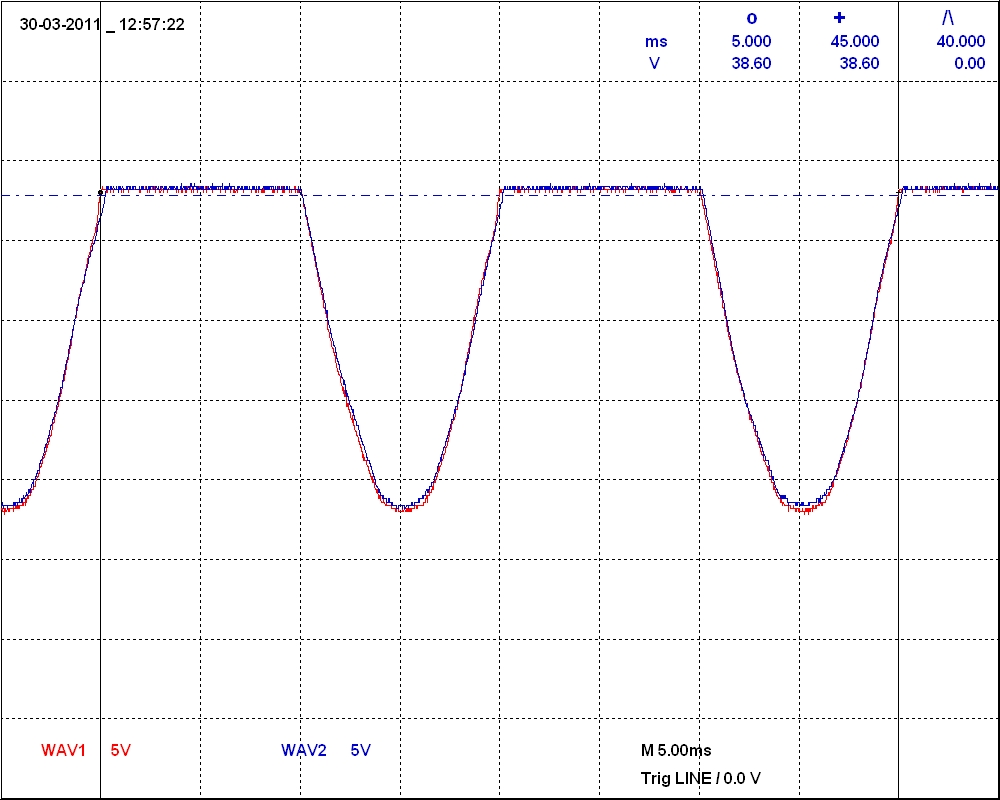 30-03-2011 _ 12:57:22
o + /\
ms 5.000 45.000 40.000
V 38.60 38.60 0.00
WAV1 5V WAV2 5V M 5.00ms
Trig LINE / 0.0 V